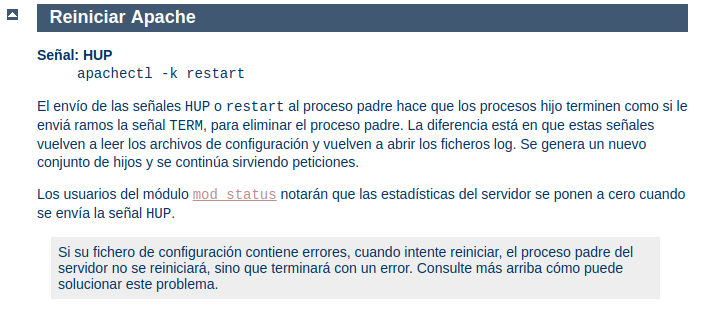 Reiniciar Apache
Señal: HUP
apachectl -k restart
El envío de las señales HUP o restart al proceso padre hace que los procesos hijo terminen como si le
enviá ramos la señal TERM, para eliminar el proceso padre. La diferencia está en que estas señales
vuelven a leer los archivos de configuración y vuelven a abrir los ficheros log. Se genera un nuevo
conjunto de hijos y se continúa sirviendo peticiones.
Los usuarios del módulo mod_status notarán que las estadísticas del servidor se ponen a cero cuando
se envía la señal HUP.
Si su fichero de configuración contiene errores, cuando intente reiniciar, el proceso padre del
servidor no se reiniciará, sino que terminará con un error. Consulte más arriba cómo puede
solucionar este problema.